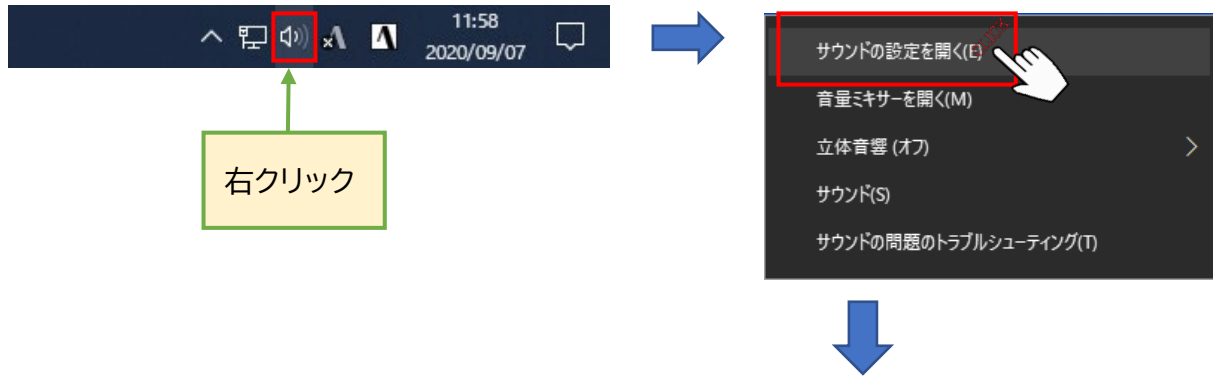 11:58
2020/09/07
右クリック
サウンドの設定を開く(E)
音量ミキサーを開く(M)
立体音響 (オフ)
サウンド(S)
サウンドの問題のトラブルシューティング(T)